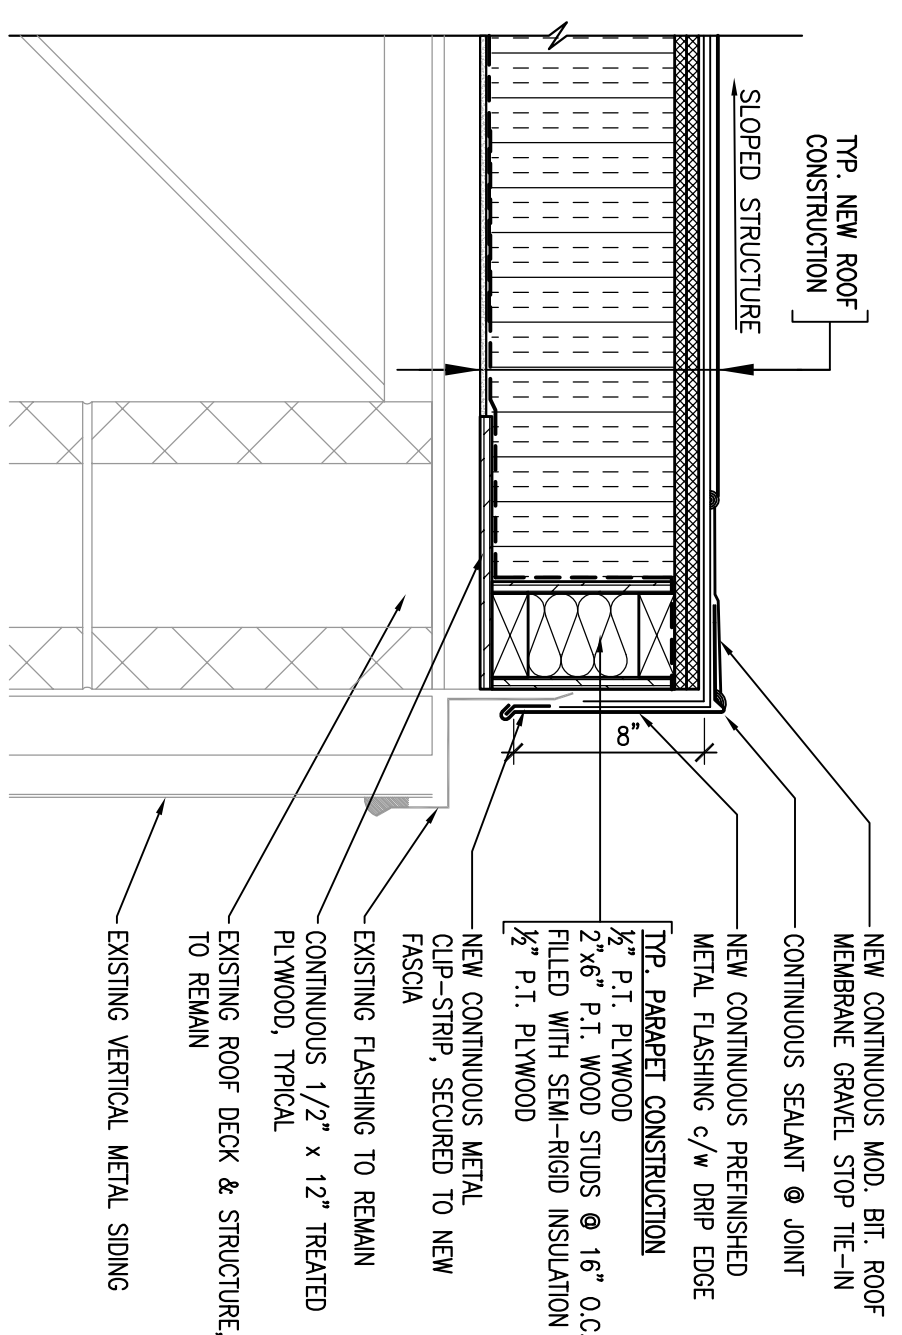 TYP. NEW ROOF
CONSTRUCTION
SLOPED STRUCTURE
8"
NEW CONTINUOUS MOD. BIT. ROOF
MEMBRANE GRAVEL STOP TIE-IN
CONTINUOUS SEALANT @ JOINT
NEW CONTINUOUS PREFINISHED
METAL FLASHING c/w DRIP EDGE
TYP. PARAPET CONSTRUCTION
½" P.T. PLYWOOD
2"x6" P.T. WOOD STUDS @ 16" O.C.
FILLED WITH SEMI-RIGID INSULATION
½" P.T. PLYWOOD
NEW CONTINUOUS METAL
CLIP-STRIP, SECURED TO NEW
FASCIA
EXISTING FLASHING TO REMAIN
CONTINUOUS 1/2" x 12" TREATED
PLYWOOD, TYPICAL
EXISTING ROOF DECK & STRUCTURE,
TO REMAIN
EXISTING VERTICAL METAL SIDING